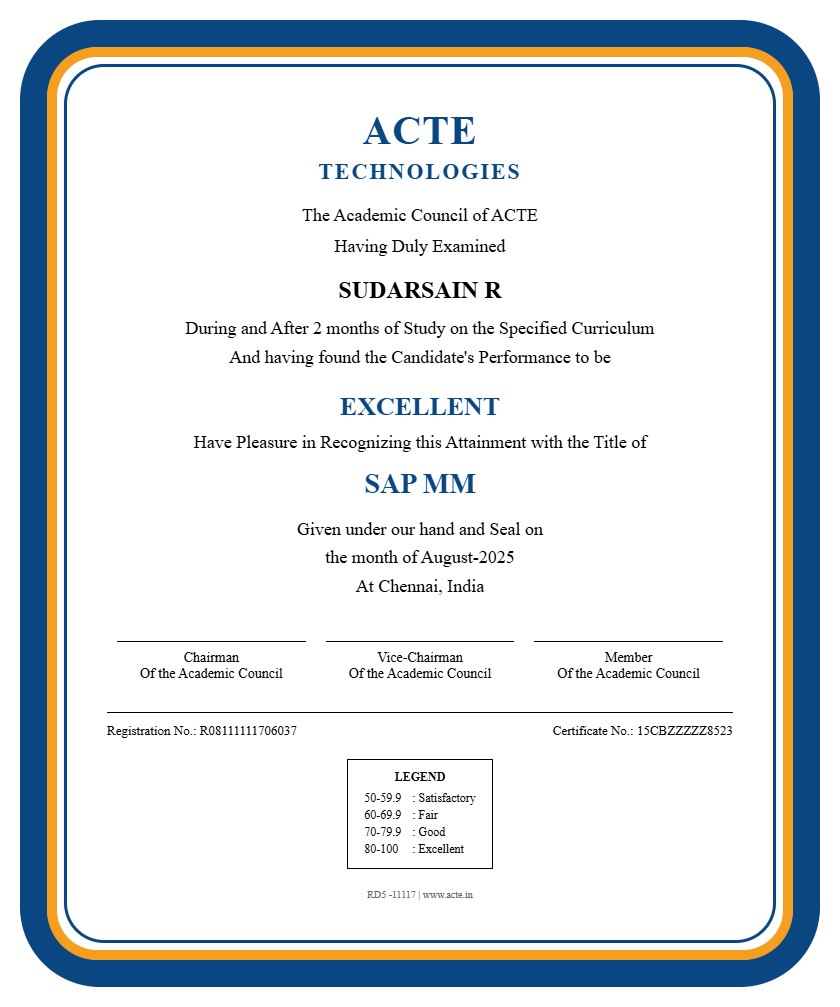 ACTE
TECHNOLOGIES
The Academic Council of ACTE
Having Duly Examined
SUDARSAIN R
During and After 2 months of Study on the Specified Curriculum
And having found the Candidate's Performance to be
EXCELLENT
Have Pleasure in Recognizing this Attainment with the Title of
SAP MM
Given under our hand and Seal on
the month of August-2025
At Chennai, India
Chairman
Of the Academic Council
Vice-Chairman
Of the Academic Council
Member
Of the Academic Council
Registration No.: R08111111706037
Certificate No.: 15CBZZZZZ8523
LEGEND
50-59.9 : Satisfactory
60-69.9 : Fair
70-79.9 : Good
80-100 : Excellent
RD5 -11117 | www.acte.in